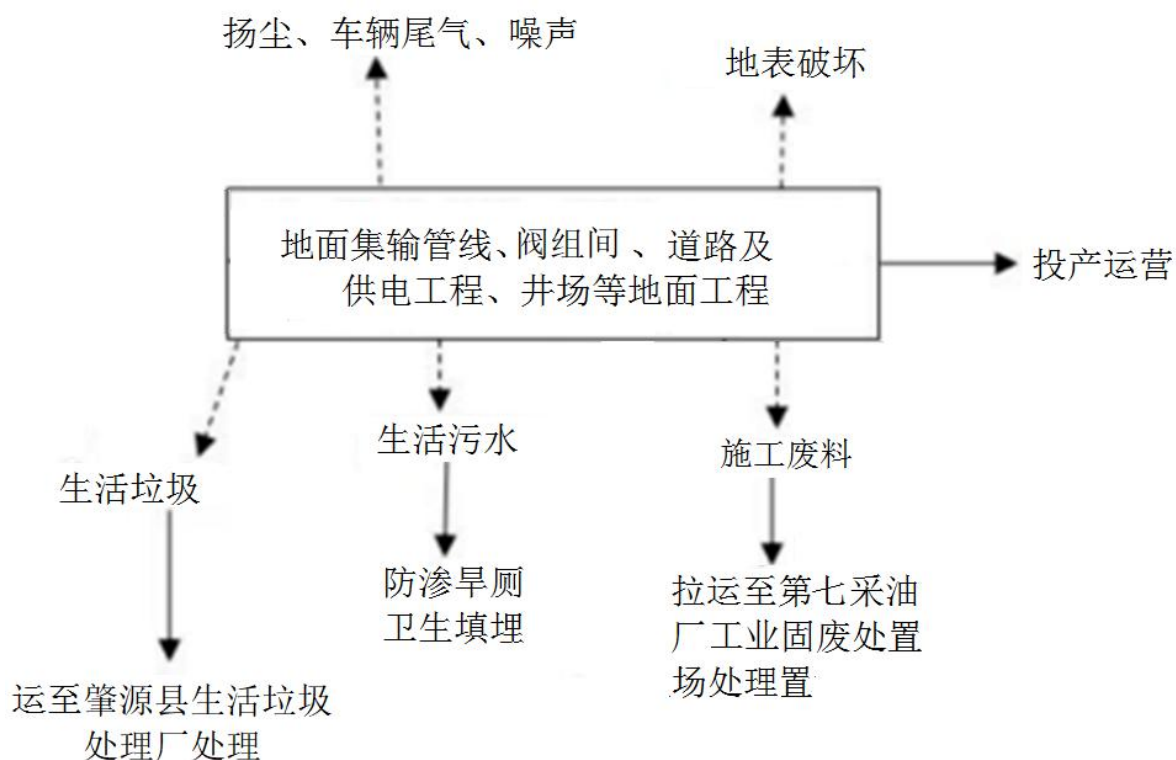 扬尘、车辆尾气、噪声
地表破坏
地面集输管线、阀组间、道路及
供电工程、井场等地面工程
投产运营
生活污水
施工废料
生活垃圾
防渗旱厕
卫生填埋
拉运至第七采油
厂工业固废处置
场处理置
运至肇源县生活垃圾
处理厂处理